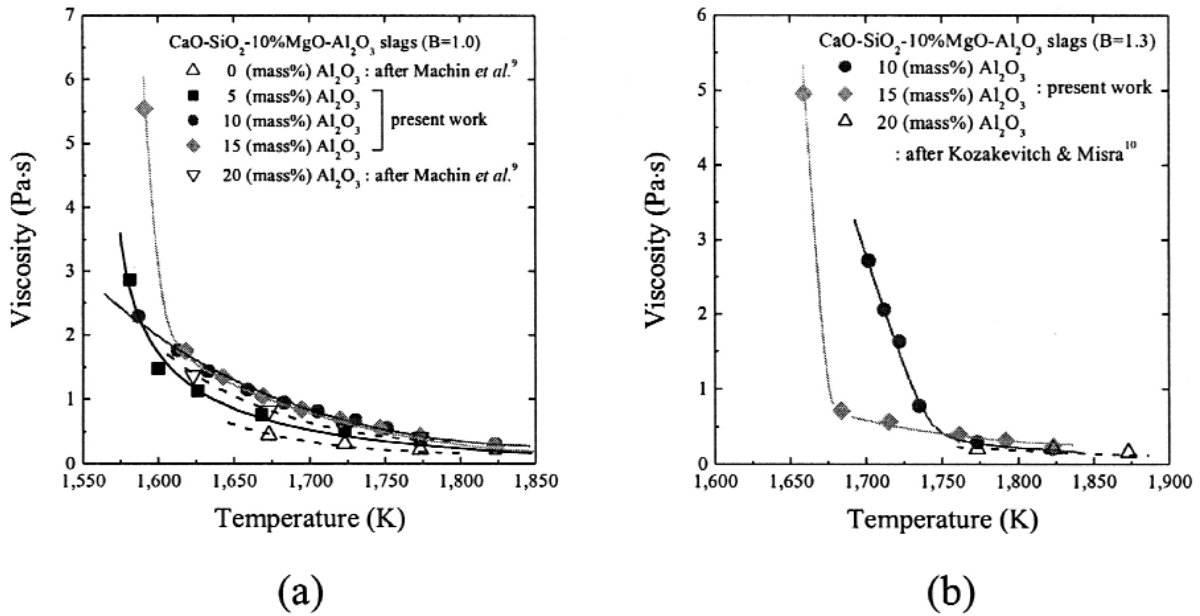 CaO-SiO₂-10%MgO-Al₂O₃ slags (B=1.0)
0 (mass%) Al₂O₃ : after Machin et al.⁹
5 (mass%) Al₂O₃
10 (mass%) Al₂O₃
present work
15 (mass%) Al₂O₃
20 (mass%) Al₂O₃ : after Machin et al.⁹
7
6
5
4
3
2
1
0
Viscosity (Pa·s)
1,550 1,600 1,650 1,700 1,750 1,800 1,850
Temperature (K)
(a)
CaO-SiO₂-10%MgO-Al₂O₃ slags (B=1.3)
10 (mass%) Al₂O₃
: present work
15 (mass%) Al₂O₃
20 (mass%) Al₂O₃
: after Kozakevitch & Misra¹⁰
6
5
4
3
2
1
0
Viscosity (Pa·s)
1,600 1,650 1,700 1,750 1,800 1,850 1,900
Temperature (K)
(b)